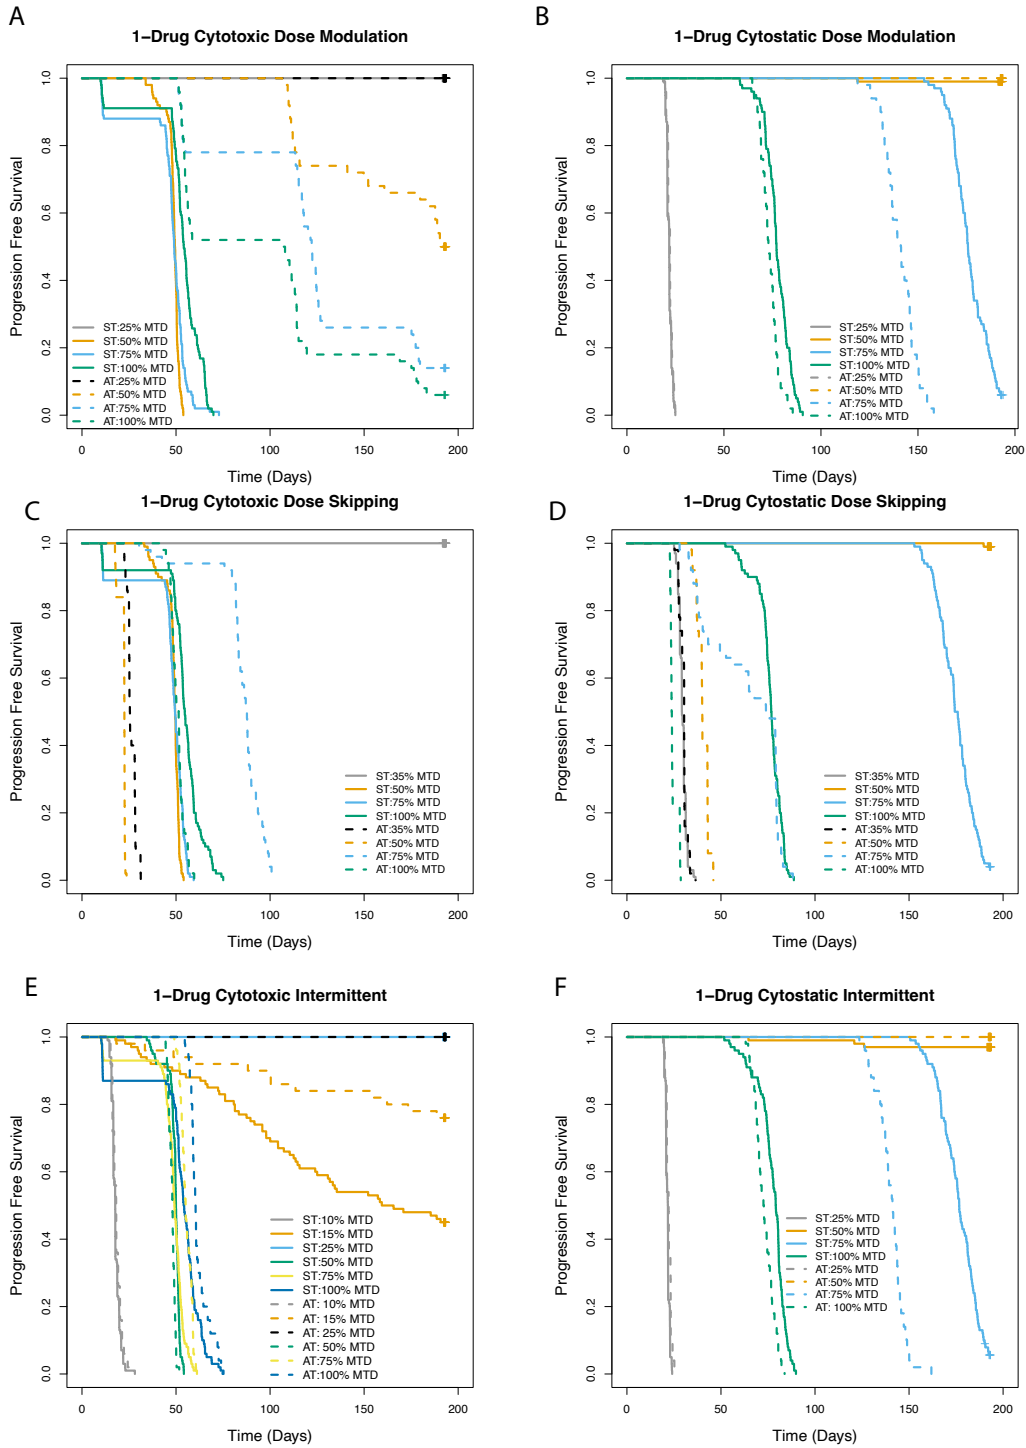 A
B
1−Drug Cytotoxic Dose Modulation
1−Drug Cytostatic Dose Modulation
Progression Free Survival
1.0
0.8
0.6
0.4
0.2
0.0
ST:25% MTD
ST:50% MTD
ST:75% MTD
ST:100% MTD
AT:25% MTD
AT:50% MTD
AT:75% MTD
AT:100% MTD
0 50 100 150 200
Time (Days)
Progression Free Survival
1.0
0.8
0.6
0.4
0.2
0.0
ST:25% MTD
ST:50% MTD
ST:75% MTD
ST:100% MTD
AT:25% MTD
AT:50% MTD
AT:75% MTD
AT:100% MTD
0 50 100 150 200
Time (Days)
C
D
1−Drug Cytotoxic Dose Skipping
1−Drug Cytostatic Dose Skipping
Progression Free Survival
1.0
0.8
0.6
0.4
0.2
0.0
ST:35% MTD
ST:50% MTD
ST:75% MTD
ST:100% MTD
AT:35% MTD
AT:50% MTD
AT:75% MTD
AT:100% MTD
0 50 100 150 200
Time (Days)
Progression Free Survival
1.0
0.8
0.6
0.4
0.2
0.0
ST:35% MTD
ST:50% MTD
ST:75% MTD
ST:100% MTD
AT:35% MTD
AT:50% MTD
AT:75% MTD
AT:100% MTD
0 50 100 150 200
Time (Days)
E
F
1−Drug Cytotoxic Intermittent
1−Drug Cytostatic Intermittent
Progression Free Survival
1.0
0.8
0.6
0.4
0.2
0.0
ST:10% MTD
ST:15% MTD
ST:25% MTD
ST:50% MTD
ST:75% MTD
ST:100% MTD
AT: 10% MTD
AT: 15% MTD
AT: 25% MTD
AT: 50% MTD
AT:75% MTD
AT:100% MTD
0 50 100 150 200
Time (Days)
Progression Free Survival
1.0
0.8
0.6
0.4
0.2
0.0
ST:25% MTD
ST:50% MTD
ST:75% MTD
ST:100% MTD
AT:25% MTD
AT:50% MTD
AT:75% MTD
AT: 100% MTD
0 50 100 150 200
Time (Days)